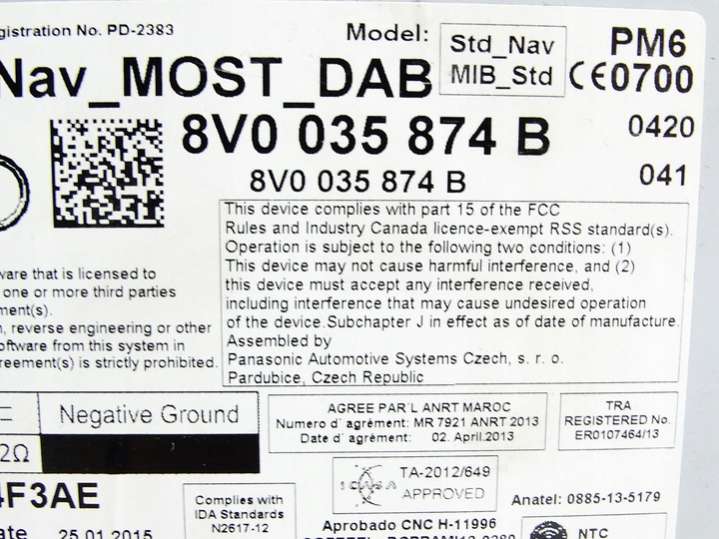 gistration No. PD-2383
Model:
Std_Nav
MIB_Std
PM6
CE0700
Nav_MOST_DAB
8V0 035 874 B
0420
8V0 035 874 B
041
This device complies with part 15 of the FCC
Rules and Industry Canada licence-exempt RSS standard(s).
Operation is subject to the following two conditions: (1)
This device may not cause harmful interference, and (2)
this device must accept any interference received,
including interference that may cause undesired operation
of the device.Subchapter J in effect as of date of manufacture.
Assembled by
Panasonic Automotive Systems Czech, s. r. o.
Pardubice, Czech Republic
ware that is licensed to
one or more third parties
ement(s).
n, reverse engineering or other
oftware from this system in
reement(s) is strictly prohibited.
Negative Ground
2Ω
AGREE PAR'L ANRT MAROC
Numero d' agrément: MR 7921 ANRT 2013
Date d' agrément: 02. April.2013
TRA
REGISTERED No.
ER0107464/13
4F3AE
ate 25.01.2015
Complies with
IDA Standards
N2617-12
ICASA
TA-2012/649
APPROVED
Anatel: 0885-13-5179
Aprobado CNC H-11996
NTC